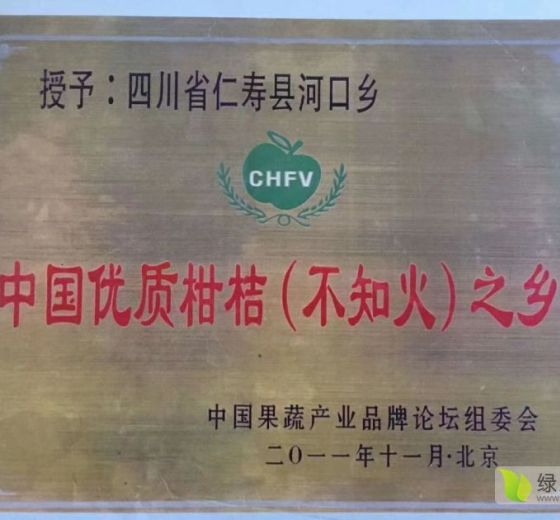 授予：四川省仁寿县河口乡
CHFV
中国优质柑桔（不知火）之乡
中国果蔬产业品牌论坛组委会
二〇一一年十一月·北京
绿
www.